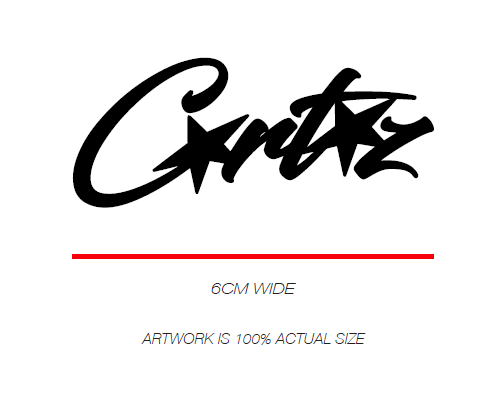 Crtz
6CM WIDE
ARTWORK IS 100% ACTUAL SIZE